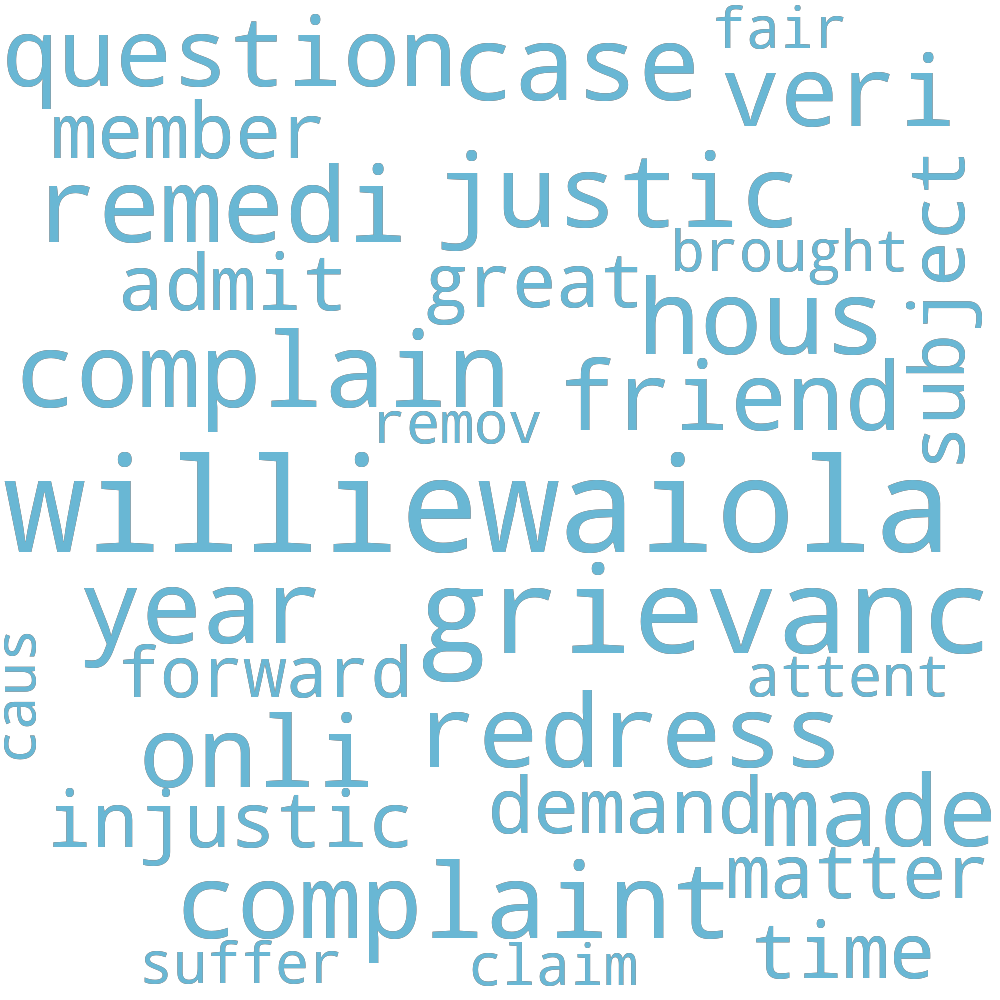 fair
question case
veri
member
subject
remedi justic
brought
admit great
hous
complain friend
remov
williewaiola
year grievanc
caus
forward attent
onli redress
injustic demand made
matter
complaint
time
suffer claim